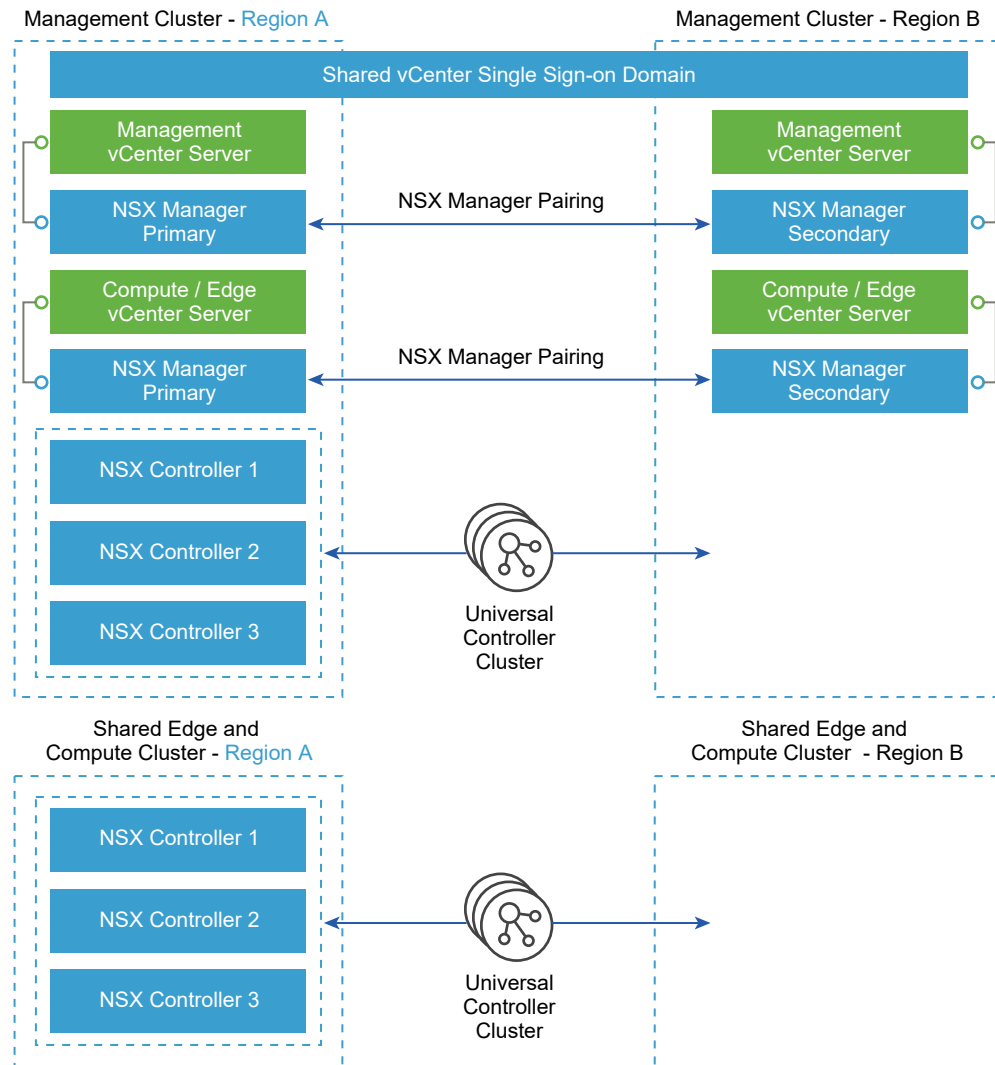 Management Cluster - Region A
Management Cluster - Region B
Shared vCenter Single Sign-on Domain
Management
vCenter Server
Management
vCenter Server
NSX Manager
Primary
NSX Manager Pairing
NSX Manager
Secondary
Compute / Edge
vCenter Server
Compute / Edge
vCenter Server
NSX Manager
Primary
NSX Manager Pairing
NSX Manager
Secondary
NSX Controller 1
NSX Controller 2
NSX Controller 3
Universal
Controller
Cluster
Shared Edge and
Compute Cluster - Region A
Shared Edge and
Compute Cluster - Region B
NSX Controller 1
NSX Controller 2
NSX Controller 3
Universal
Controller
Cluster